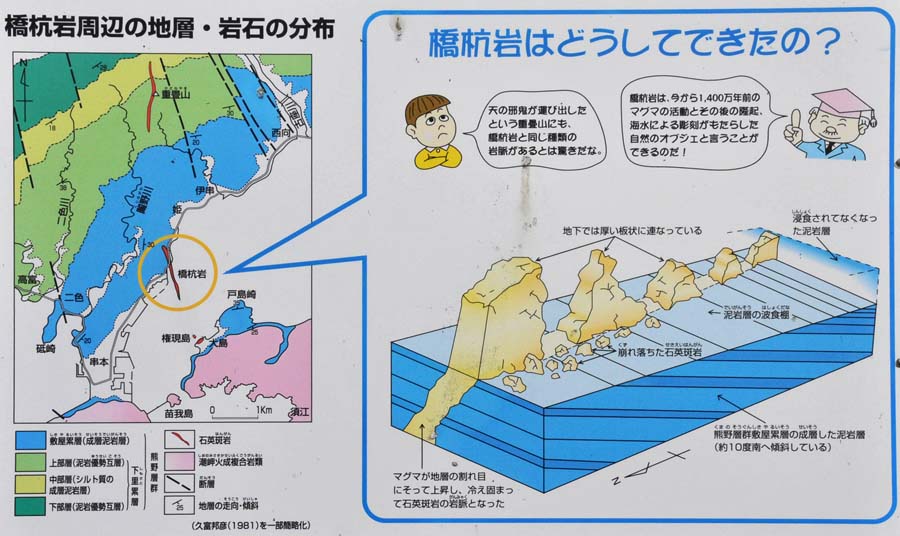 橋杭岩周辺の地層・岩石の分布
N
重畳山
西向
伊串
姫
二色川
高富
二色
砥崎
串本
橋杭岩
戸島崎
権現島
大島
苗我島
須江
0 1Km
敷屋累層(成層泥岩層)
上部層(泥岩優勢互層)
中部層(シルト質の
成層泥岩層)
下部層(泥岩優勢互層)
下里累層
熊野層群
石英斑岩
潮岬火成複合岩類
断層
地層の走向・傾斜
(久富邦彦(1981)を一部簡略化)
橋杭岩はどうしてできたの?
天の邪鬼が運び出した
という重畳山にも、
橋杭岩と同じ種類の
岩脈があるとは驚きだな。
橋杭岩は、今から1,400万年前の
マグマの活動とその後の隆起、
海水による彫刻がもたらした
自然のオブジェと言うことが
できるのだ!
地下では厚い板状に連なっている
浸食されてなくなっ
た泥岩層
泥岩層の波食棚
崩れ落ちた石英斑岩
マグマが地層の割れ目
にそって上昇し、冷え固まっ
て石英斑岩の岩脈となった
熊野層群敷屋累層の成層した泥岩層
(約10度南へ傾斜している)